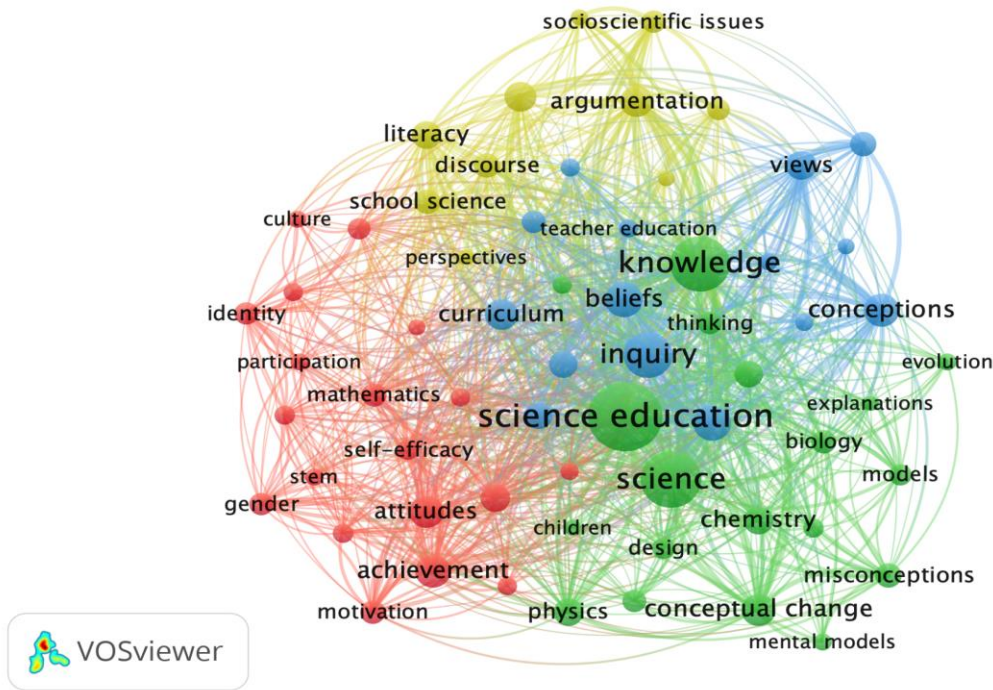 socioscientific issues
argumentation
literacy
discourse
views
school science
culture
teacher education
perspectives
knowledge
beliefs
identity
curriculum
conceptions
thinking
inquiry
participation
evolution
mathematics
explanations
science education
biology
self-efficacy
stem
science
models
gender
attitudes
chemistry
children
design
achievement
misconceptions
motivation
physics
conceptual change
mental models
VOSviewer